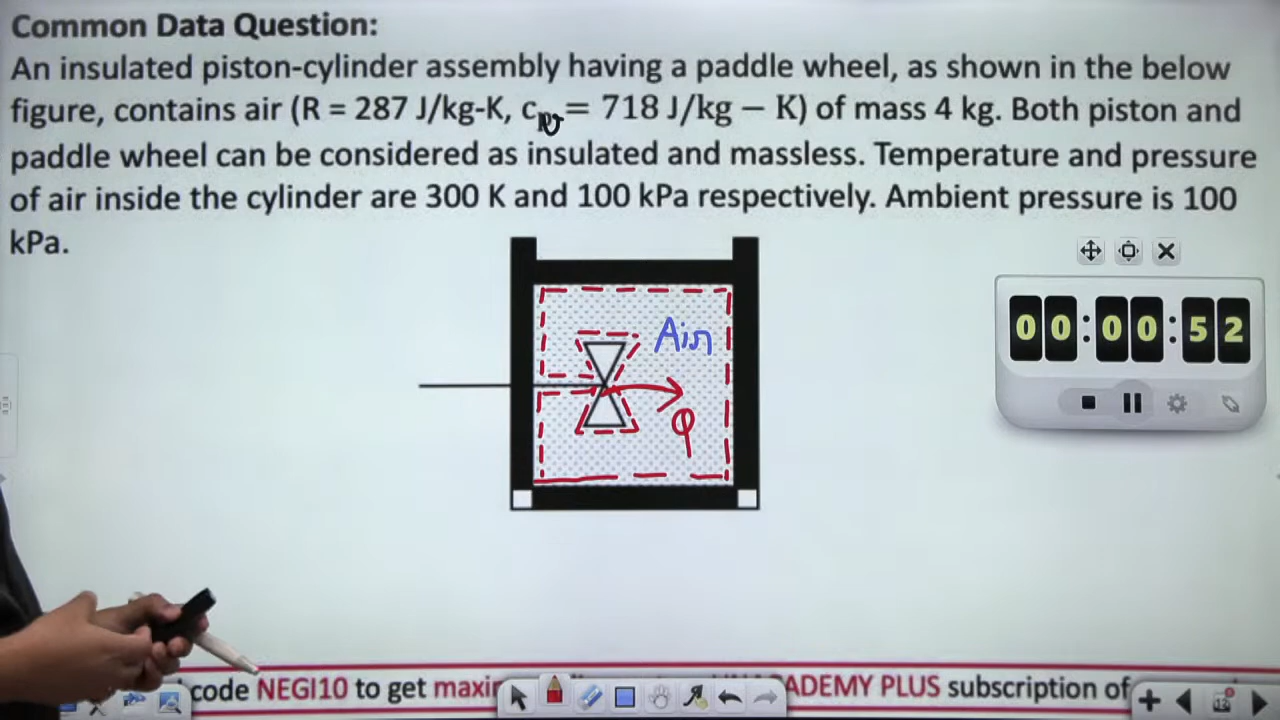 Common Data Question:
An insulated piston-cylinder assembly having a paddle wheel, as shown in the below
figure, contains air (R = 287 J/kg-K, cᵥ = 718 J/kg − K) of mass 4 kg. Both piston and
paddle wheel can be considered as insulated and massless. Temperature and pressure
of air inside the cylinder are 300 K and 100 kPa respectively. Ambient pressure is 100
kPa.
Air
φ
00:00:52
code NEGI10 to get
ADEMY PLUS subscription of